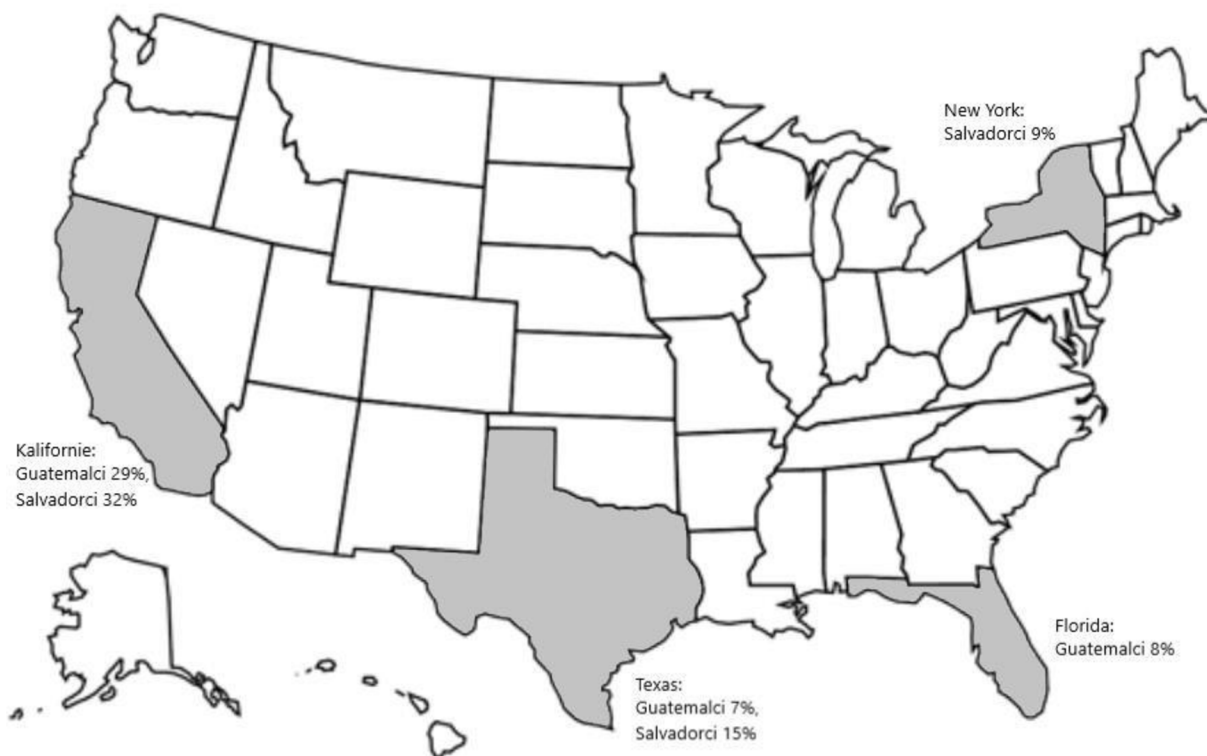 New York:
Salvadorci 9%
Kalifornie:
Guatemalci 29%,
Salvadorci 32%
Florida:
Guatemalci 8%
Texas:
Guatemalci 7%,
Salvadorci 15%